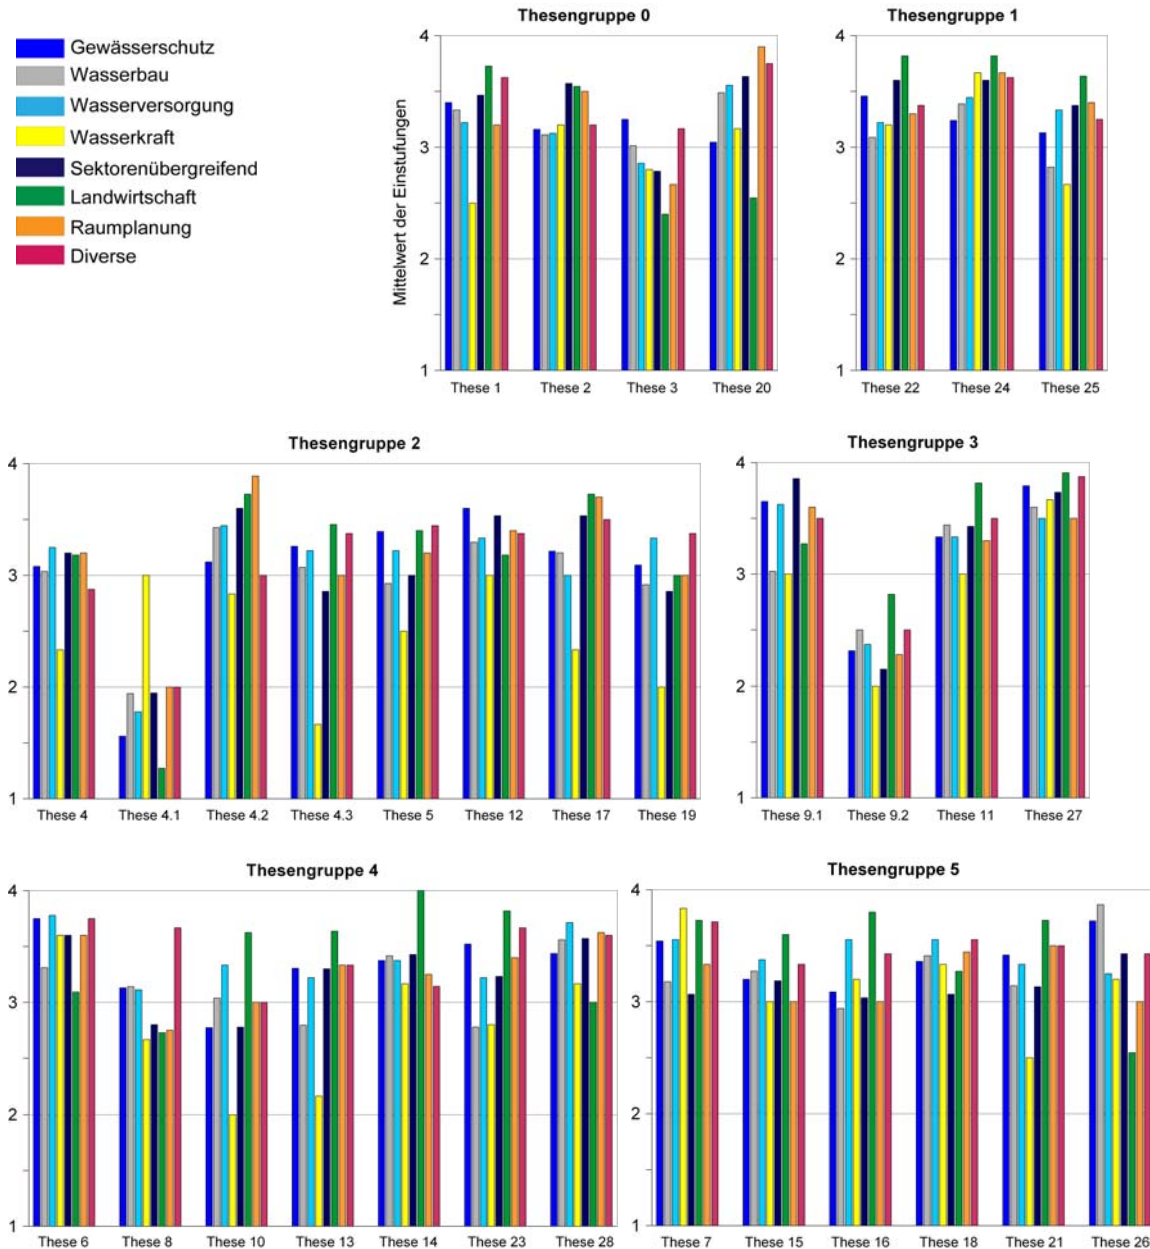 Gewässerschutz
Wasserbau
Wasserversorgung
Wasserkraft
Sektorenübergreifend
Landwirtschaft
Raumplanung
Diverse
Thesengruppe 0
Mittelwert der Einstufungen
4
3
2
1
These 1 These 2 These 3 These 20
Thesengruppe 1
4
3
2
1
These 22 These 24 These 25
Thesengruppe 2
4
3
2
1
These 4 These 4.1 These 4.2 These 4.3 These 5 These 12 These 17 These 19
Thesengruppe 3
4
3
2
1
These 9.1 These 9.2 These 11 These 27
Thesengruppe 4
4
3
2
1
These 6 These 8 These 10 These 13 These 14 These 23 These 28
Thesengruppe 5
4
3
2
1
These 7 These 15 These 16 These 18 These 21 These 26